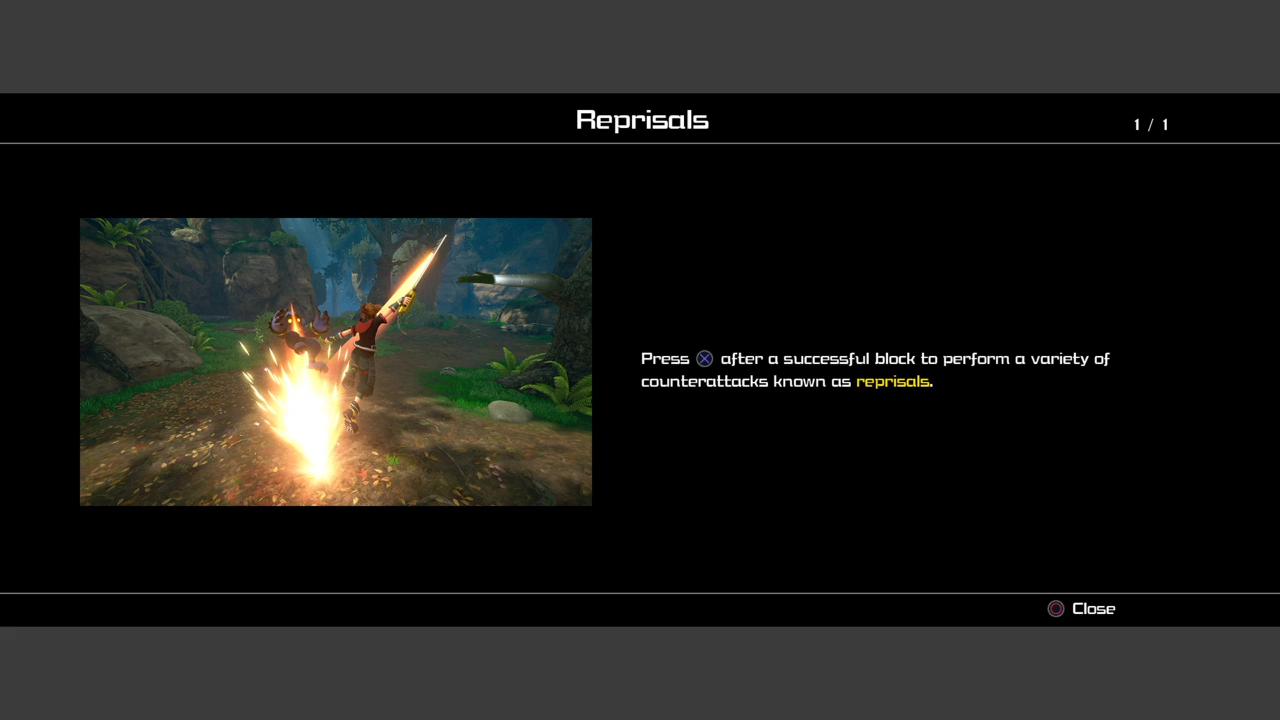 Reprisals
1 / 1
Press ⓧ after a successful block to perform a variety of
counterattacks known as reprisals.
Close